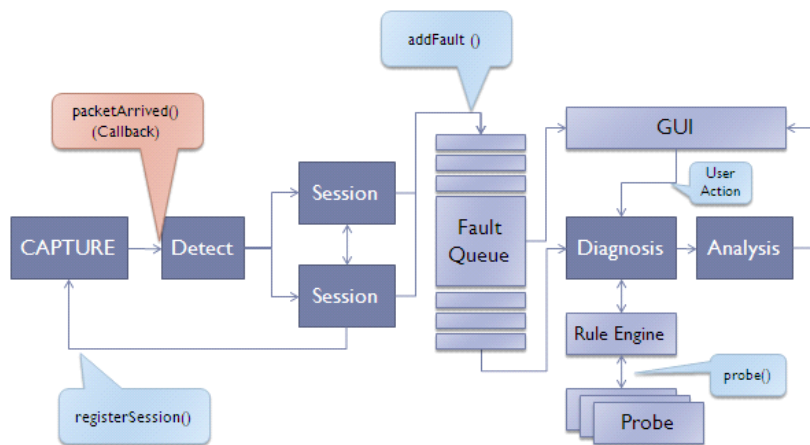 addFault ()
packetArrived()
(Callback)
GUI
User
Action
Session
CAPTURE
Detect
Fault
Queue
Diagnosis
Analysis
Session
Rule Engine
probe()
registerSession()
Probe